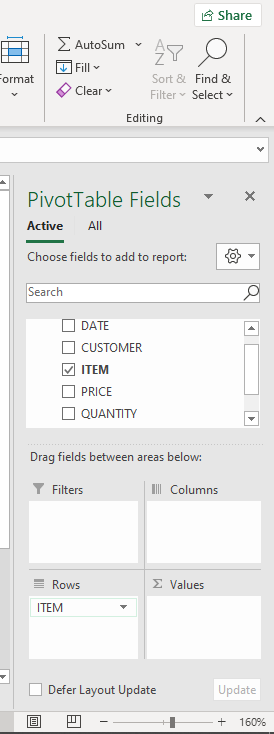 Share
AutoSum
Format
Fill
Clear
Sort &
Filter
Find &
Select
Editing
PivotTable Fields
Active All
Choose fields to add to report:
Search
DATE
CUSTOMER
ITEM
PRICE
QUANTITY
Drag fields between areas below:
Filters Columns
Rows Σ Values
ITEM
Defer Layout Update Update
160%